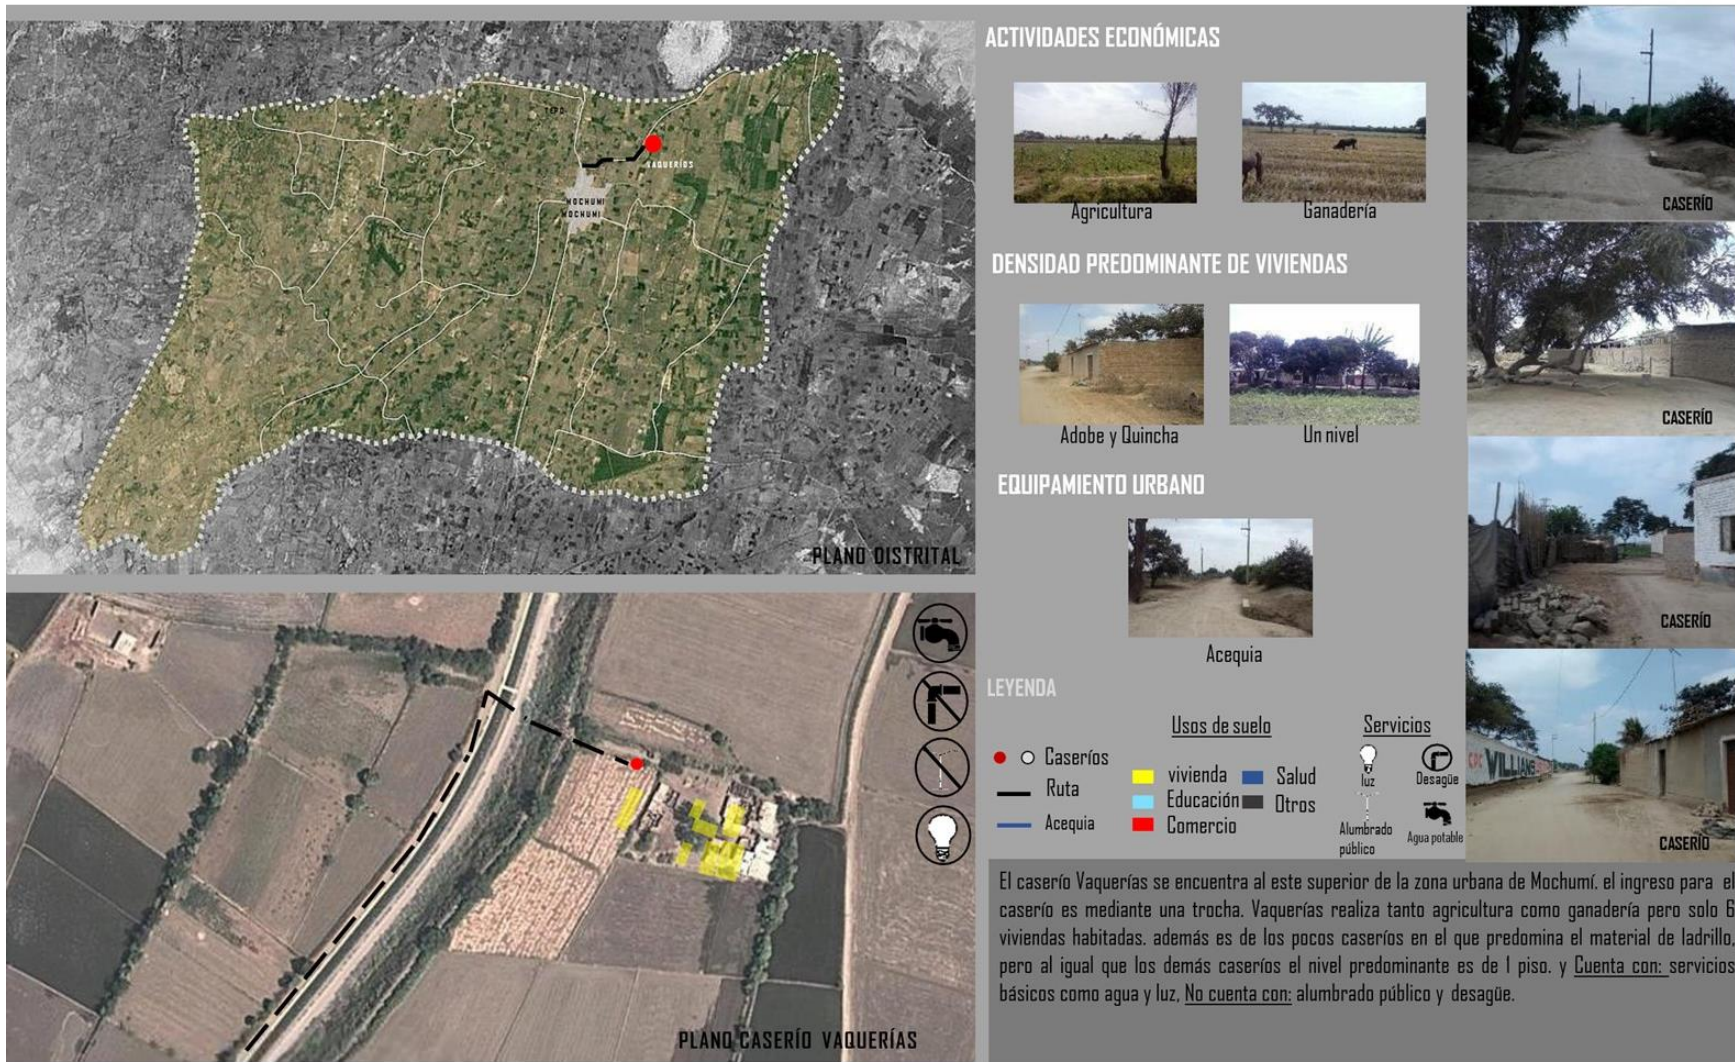 TEPO
VAQUERÍOS
MOCHUMI
MOCHUMI
PLANO DISTRITAL
PLANO CASERÍO VAQUERÍAS
ACTIVIDADES ECONÓMICAS
Agricultura
Ganadería
DENSIDAD PREDOMINANTE DE VIVIENDAS
Adobe y Quincha
Un nivel
EQUIPAMIENTO URBANO
Acequia
LEYENDA
Caseríos
Ruta
Acequia
Usos de suelo
vivienda
Educación
Comercio
Salud
Otros
Servicios
luz
Desagüe
Alumbrado
público
Agua potable
CASERÍO
CASERÍO
CASERÍO
VILLIANS
CASERÍO
El caserío Vaquerías se encuentra al este superior de la zona urbana de Mochumí. el ingreso para el
caserío es mediante una trocha. Vaquerías realiza tanto agricultura como ganadería pero solo 6
viviendas habitadas. además es de los pocos caseríos en el que predomina el material de ladrillo,
pero al igual que los demás caseríos el nivel predominante es de 1 piso. y Cuenta con: servicios
básicos como agua y luz, No cuenta con: alumbrado público y desagüe.